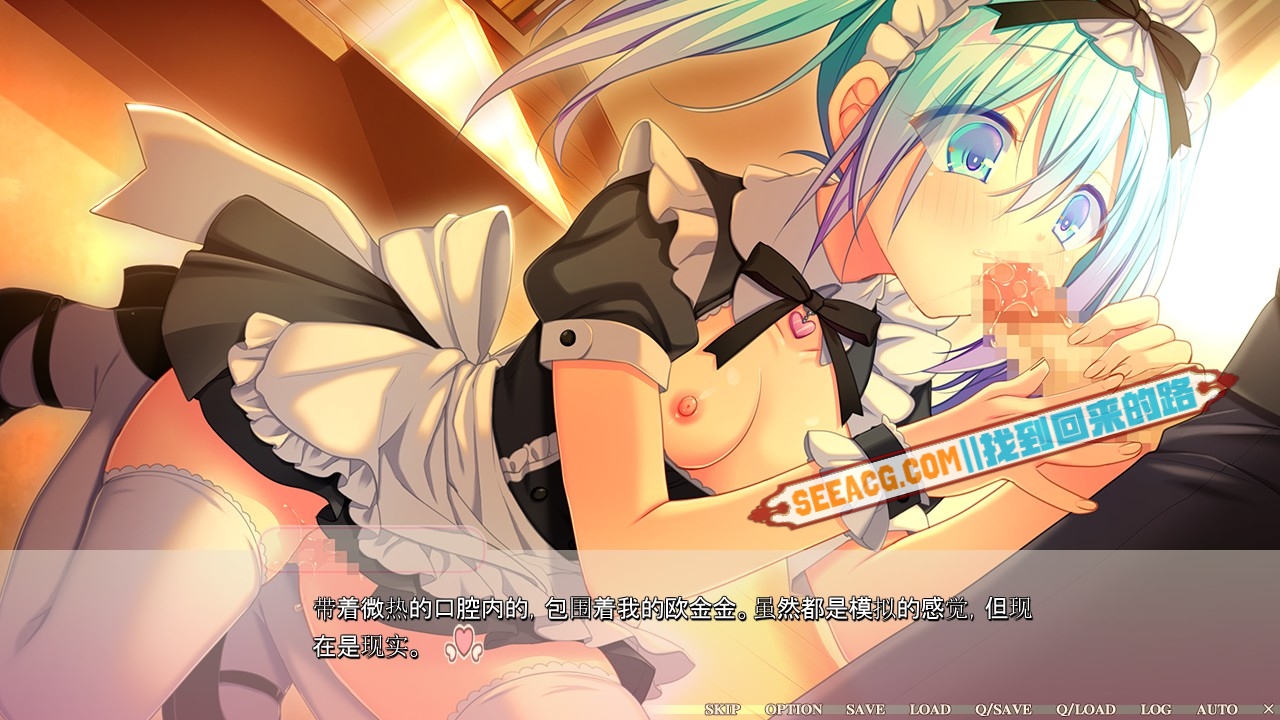 SEEACG.COM||找到回来的路
带着微热的口腔内的, 包围着我的欧金金。虽然都是模拟的感觉, 但现
在是现实。
SKIP OPTION SAVE LOAD Q/SAVE Q/LOAD LOG AUTO ×